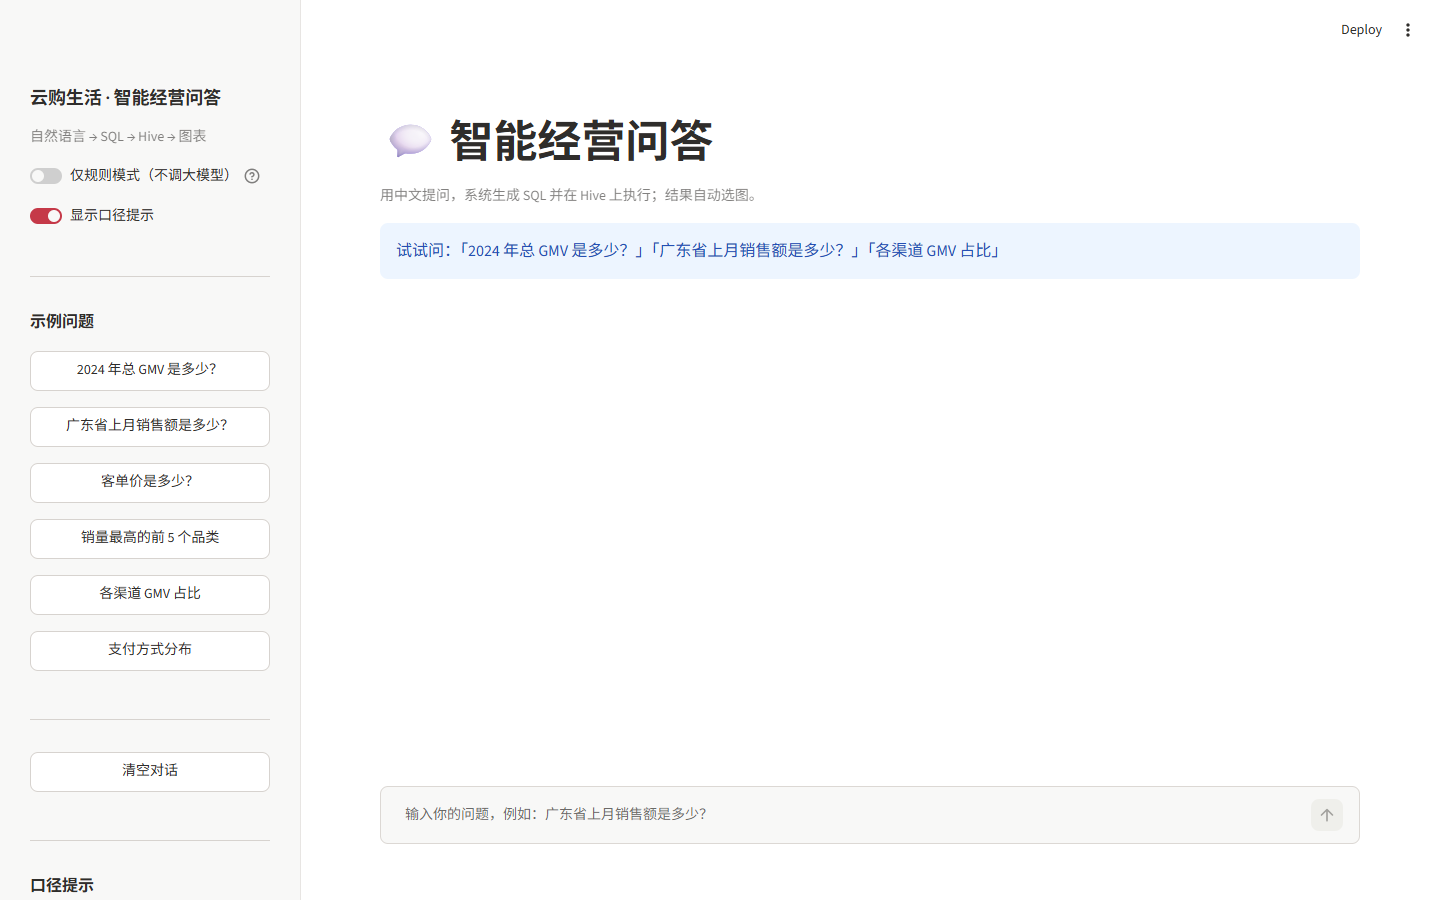 Deploy
云购生活 · 智能经营问答
自然语言 → SQL → Hive → 图表
仅规则模式（不调大模型）
显示口径提示
示例问题
2024 年总 GMV 是多少？
广东省上月销售额是多少？
客单价是多少？
销量最高的前 5 个品类
各渠道 GMV 占比
支付方式分布
清空对话
口径提示
智能经营问答
用中文提问，系统生成 SQL 并在 Hive 上执行；结果自动选图。
试试问：「2024 年总 GMV 是多少？」「广东省上月销售额是多少？」「各渠道 GMV 占比」
输入你的问题，例如：广东省上月销售额是多少？